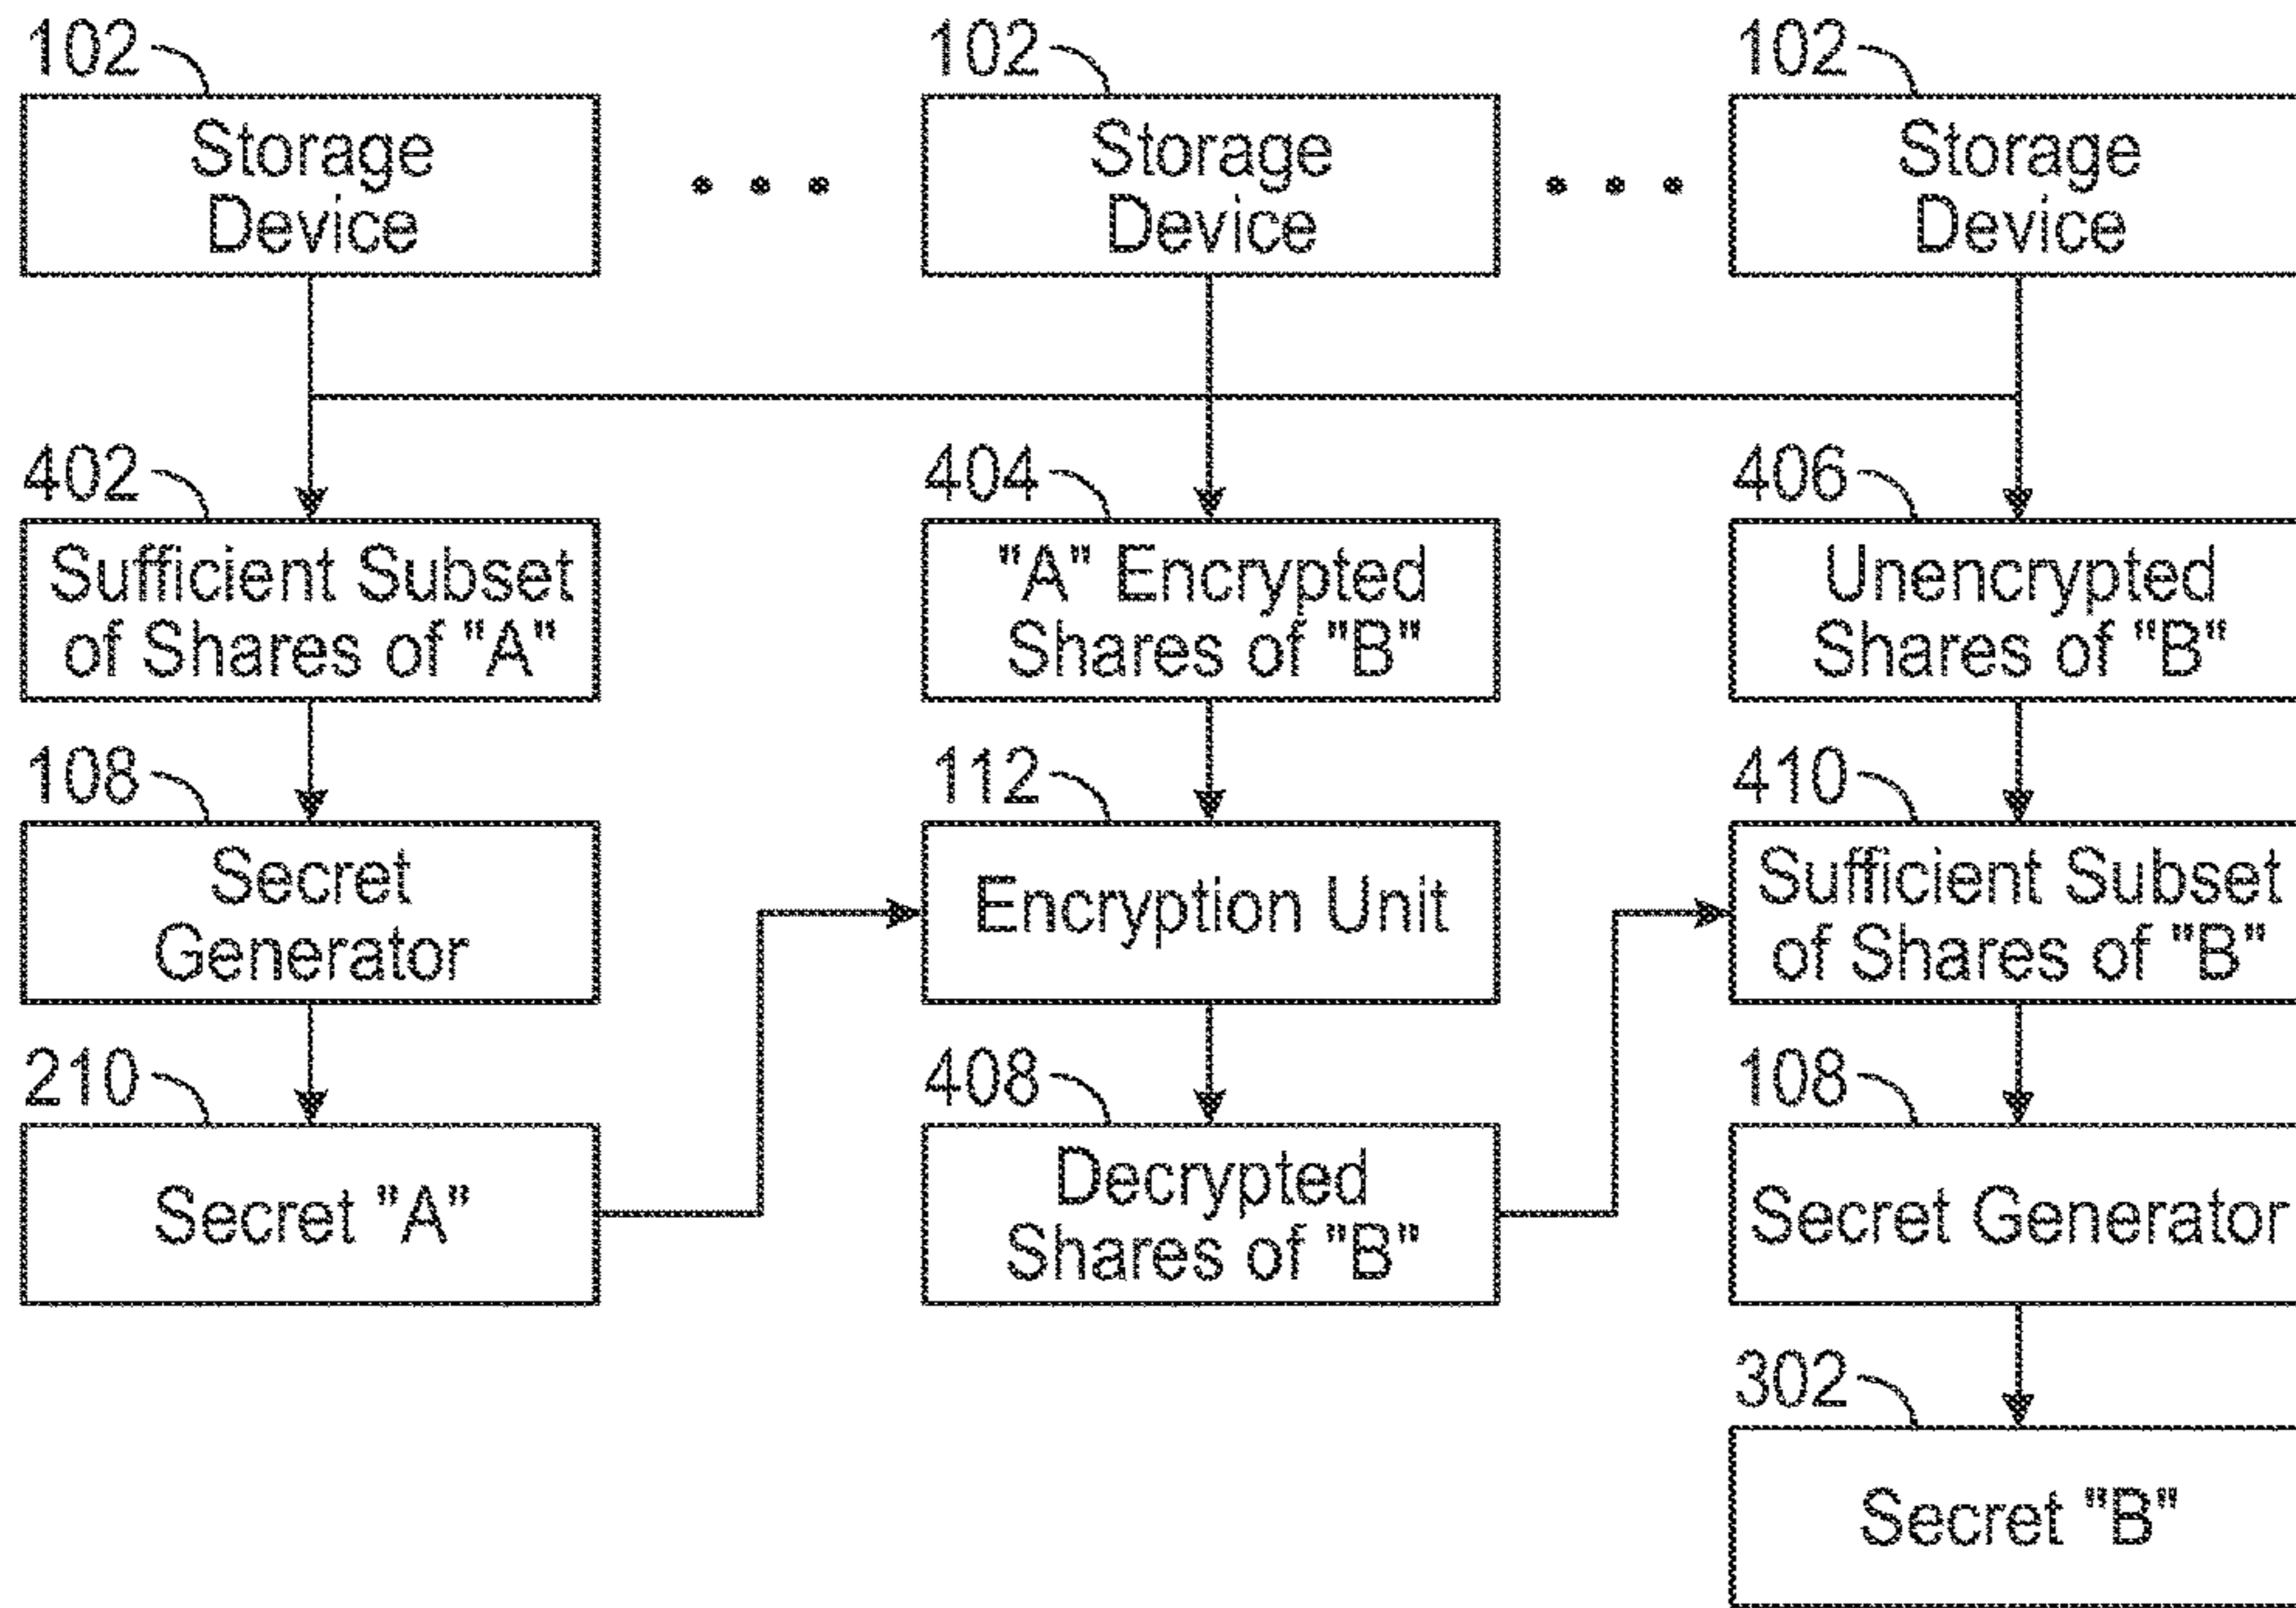 102
102
102
Storage
Device
Storage
Device
Storage
Device
402
404
406
Sufficient Subset
of Shares of "A"
"A" Encrypted
Shares of "B"
Unencrypted
Shares of "B"
108
112
410
Secret
Generator
Encryption Unit
Sufficient Subset
of Shares of "B"
210
408
108
Secret "A"
Decrypted
Shares of "B"
Secret Generator
302
Secret "B"